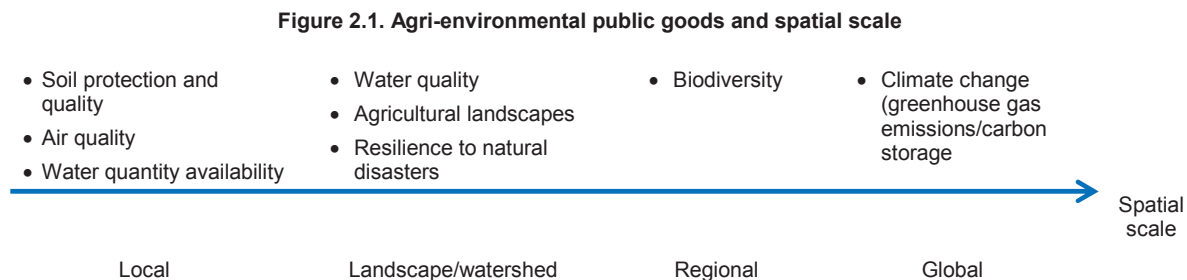 Figure 2.1. Agri-environmental public goods and spatial scale
• Soil protection and
quality
• Air quality
• Water quantity availability
• Water quality
• Agricultural landscapes
• Resilience to natural
disasters
• Biodiversity
• Climate change
(greenhouse gas
emissions/carbon
storage
Spatial
scale
Local
Landscape/watershed
Regional
Global